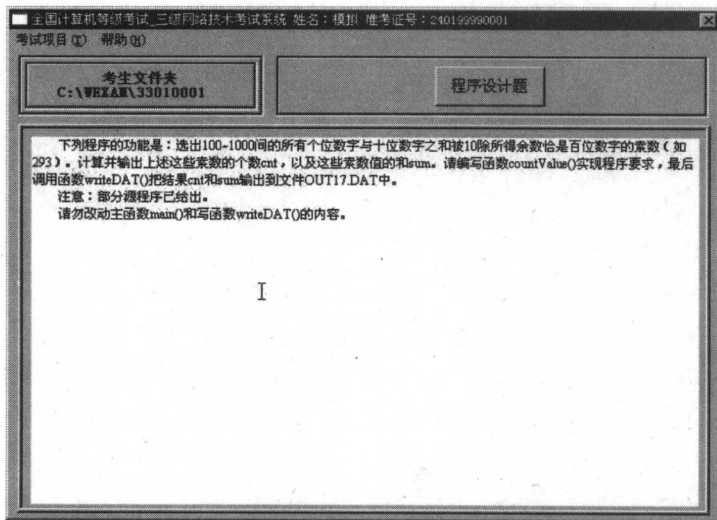 全国计算机等级考试_三级网络技术考试系统 姓名：模拟 准考证号：240199990001
考试项目(T) 帮助(H)
考生文件夹
C:\WEXAM\33010001
程序设计题
下列程序的功能是：选出100~1000间的所有个位数字与十位数字之和被10除所得余数恰是百位数字的素数（如
293）。计算并输出上述这些素数的个数cnt，以及这些素数值的和sum。请编写函数countValue()实现程序要求，最后
调用函数writeDAT()把结果cnt和sum输出到文件OUT17.DAT中。
注意：部分源程序已给出。
请勿改动主函数main()和写函数writeDAT()的内容。